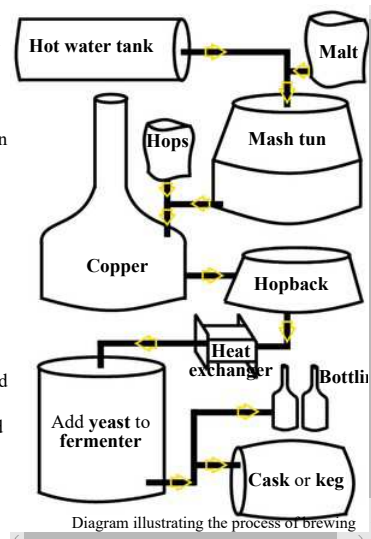 Hot water tank
Malt
Hops
Mash tun
Copper
Hopback
Heat
exchanger
Add yeast to
fermenter
Cask or keg
Diagram illustrating the process of brewing